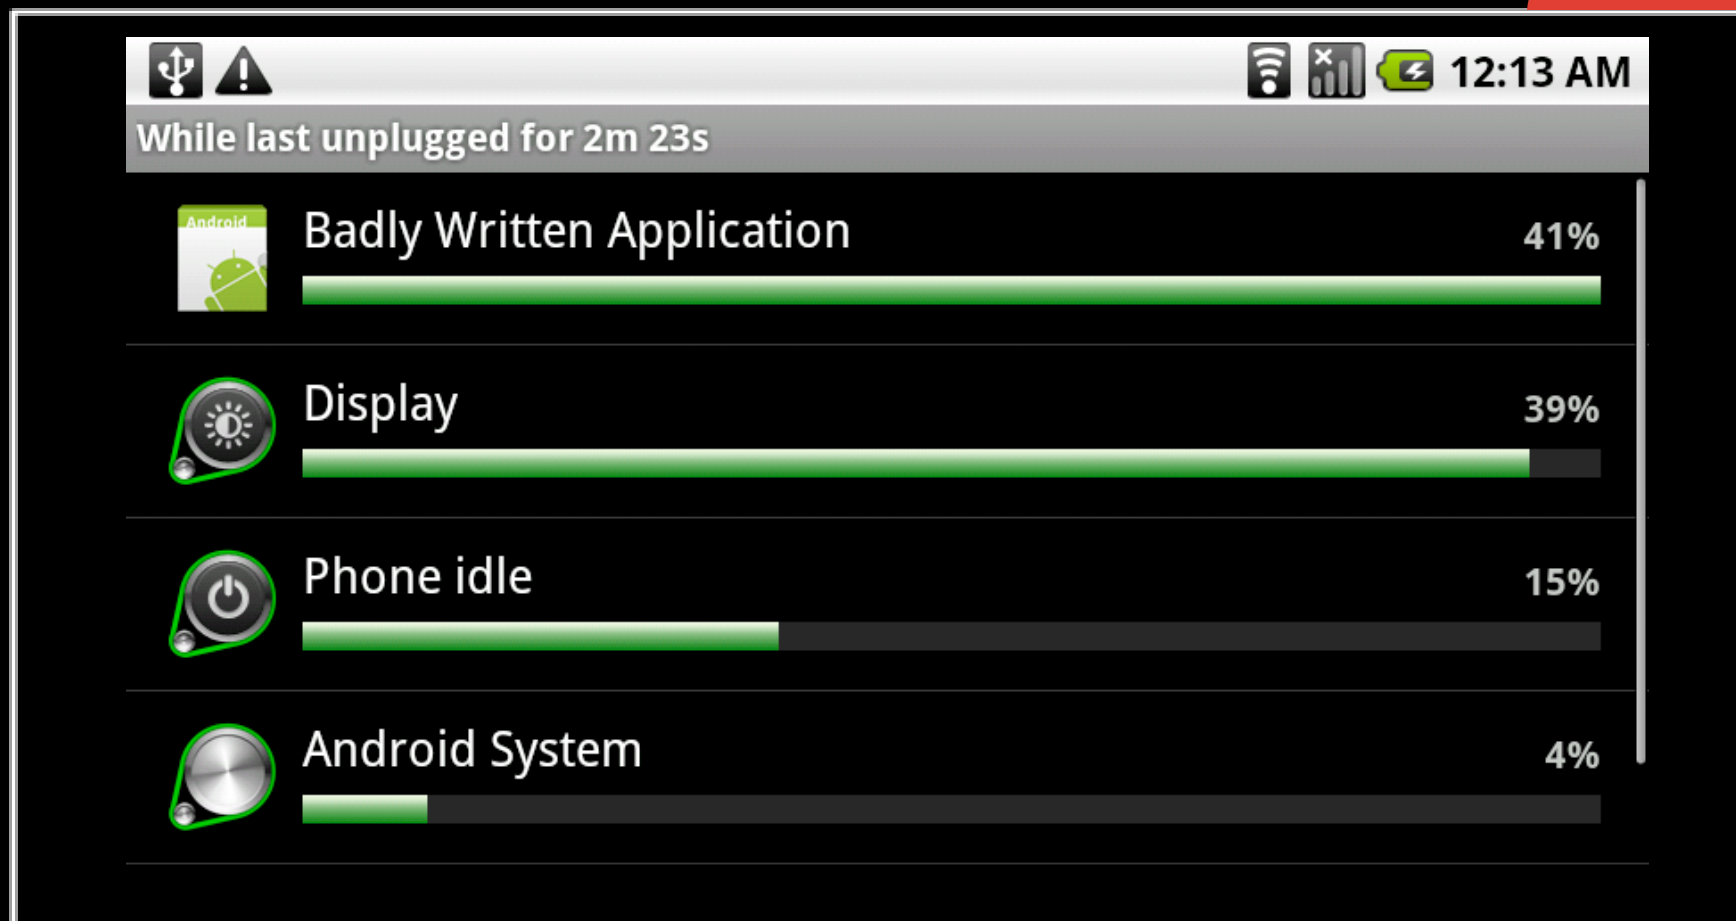 12:13 AM
While last unplugged for 2m 23s
Android
Badly Written Application
41%
Display
39%
Phone idle
15%
Android System
4%